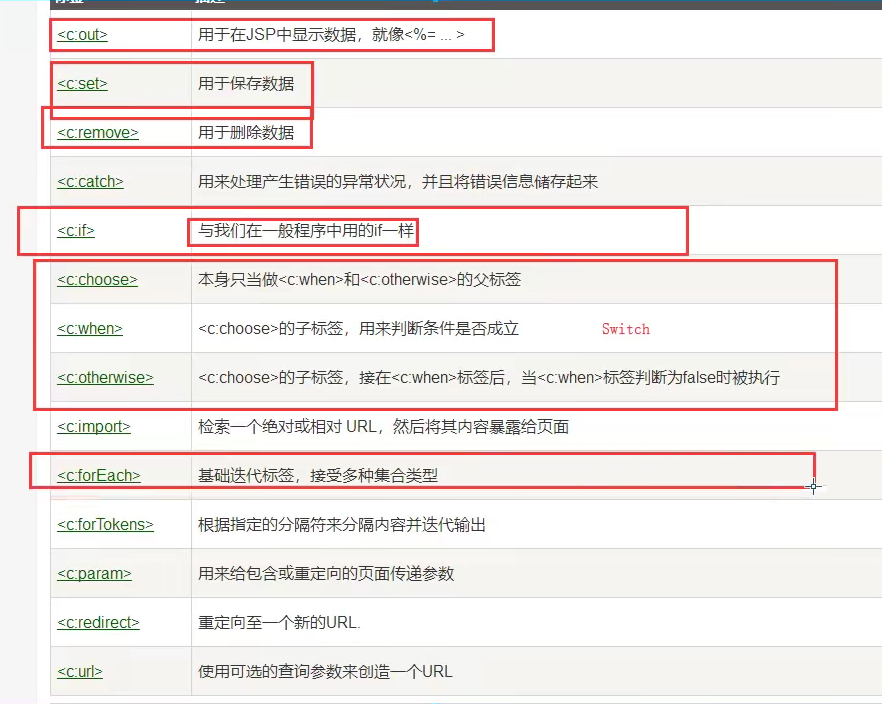 <c:out> 用于在JSP中显示数据，就像<%= ... >
<c:set> 用于保存数据
<c:remove> 用于删除数据
<c:catch> 用来处理产生错误的异常状况，并且将错误信息储存起来
<c:if> 与我们在一般程序中用的if一样
<c:choose> 本身只当做<c:when>和<c:otherwise>的父标签
<c:when> <c:choose>的子标签，用来判断条件是否成立 Switch
<c:otherwise> <c:choose>的子标签，接在<c:when>标签后，当<c:when>标签判断为false时被执行
<c:import> 检索一个绝对或相对 URL，然后将其内容暴露给页面
<c:forEach> 基础迭代标签，接受多种集合类型
<c:forTokens> 根据指定的分隔符来分隔内容并迭代输出
<c:param> 用来给包含或重定向的页面传递参数
<c:redirect> 重定向至一个新的URL.
<c:url> 使用可选的查询参数来创造一个URL